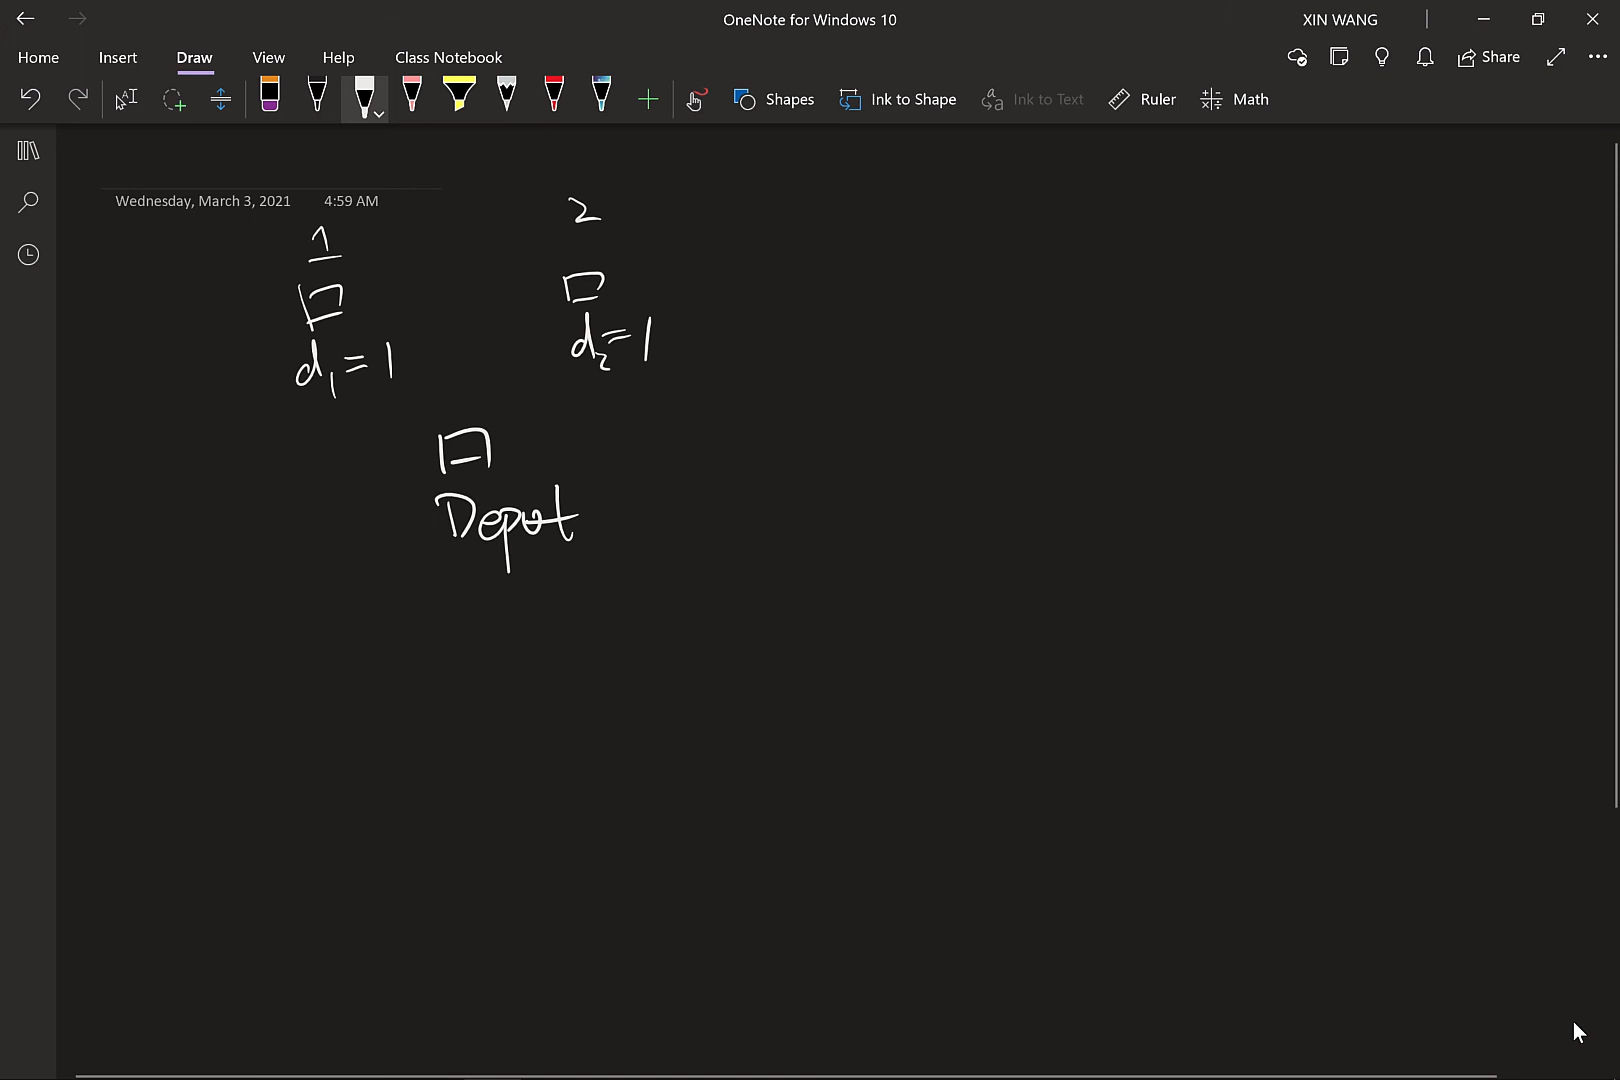 OneNote for Windows 10
XIN WANG
Home Insert Draw View Help Class Notebook
Share
Shapes Ink to Shape Ink to Text Ruler Math
Wednesday, March 3, 2021 4:59 AM
1 2
d₁ = 1 d₂ = 1
Depot